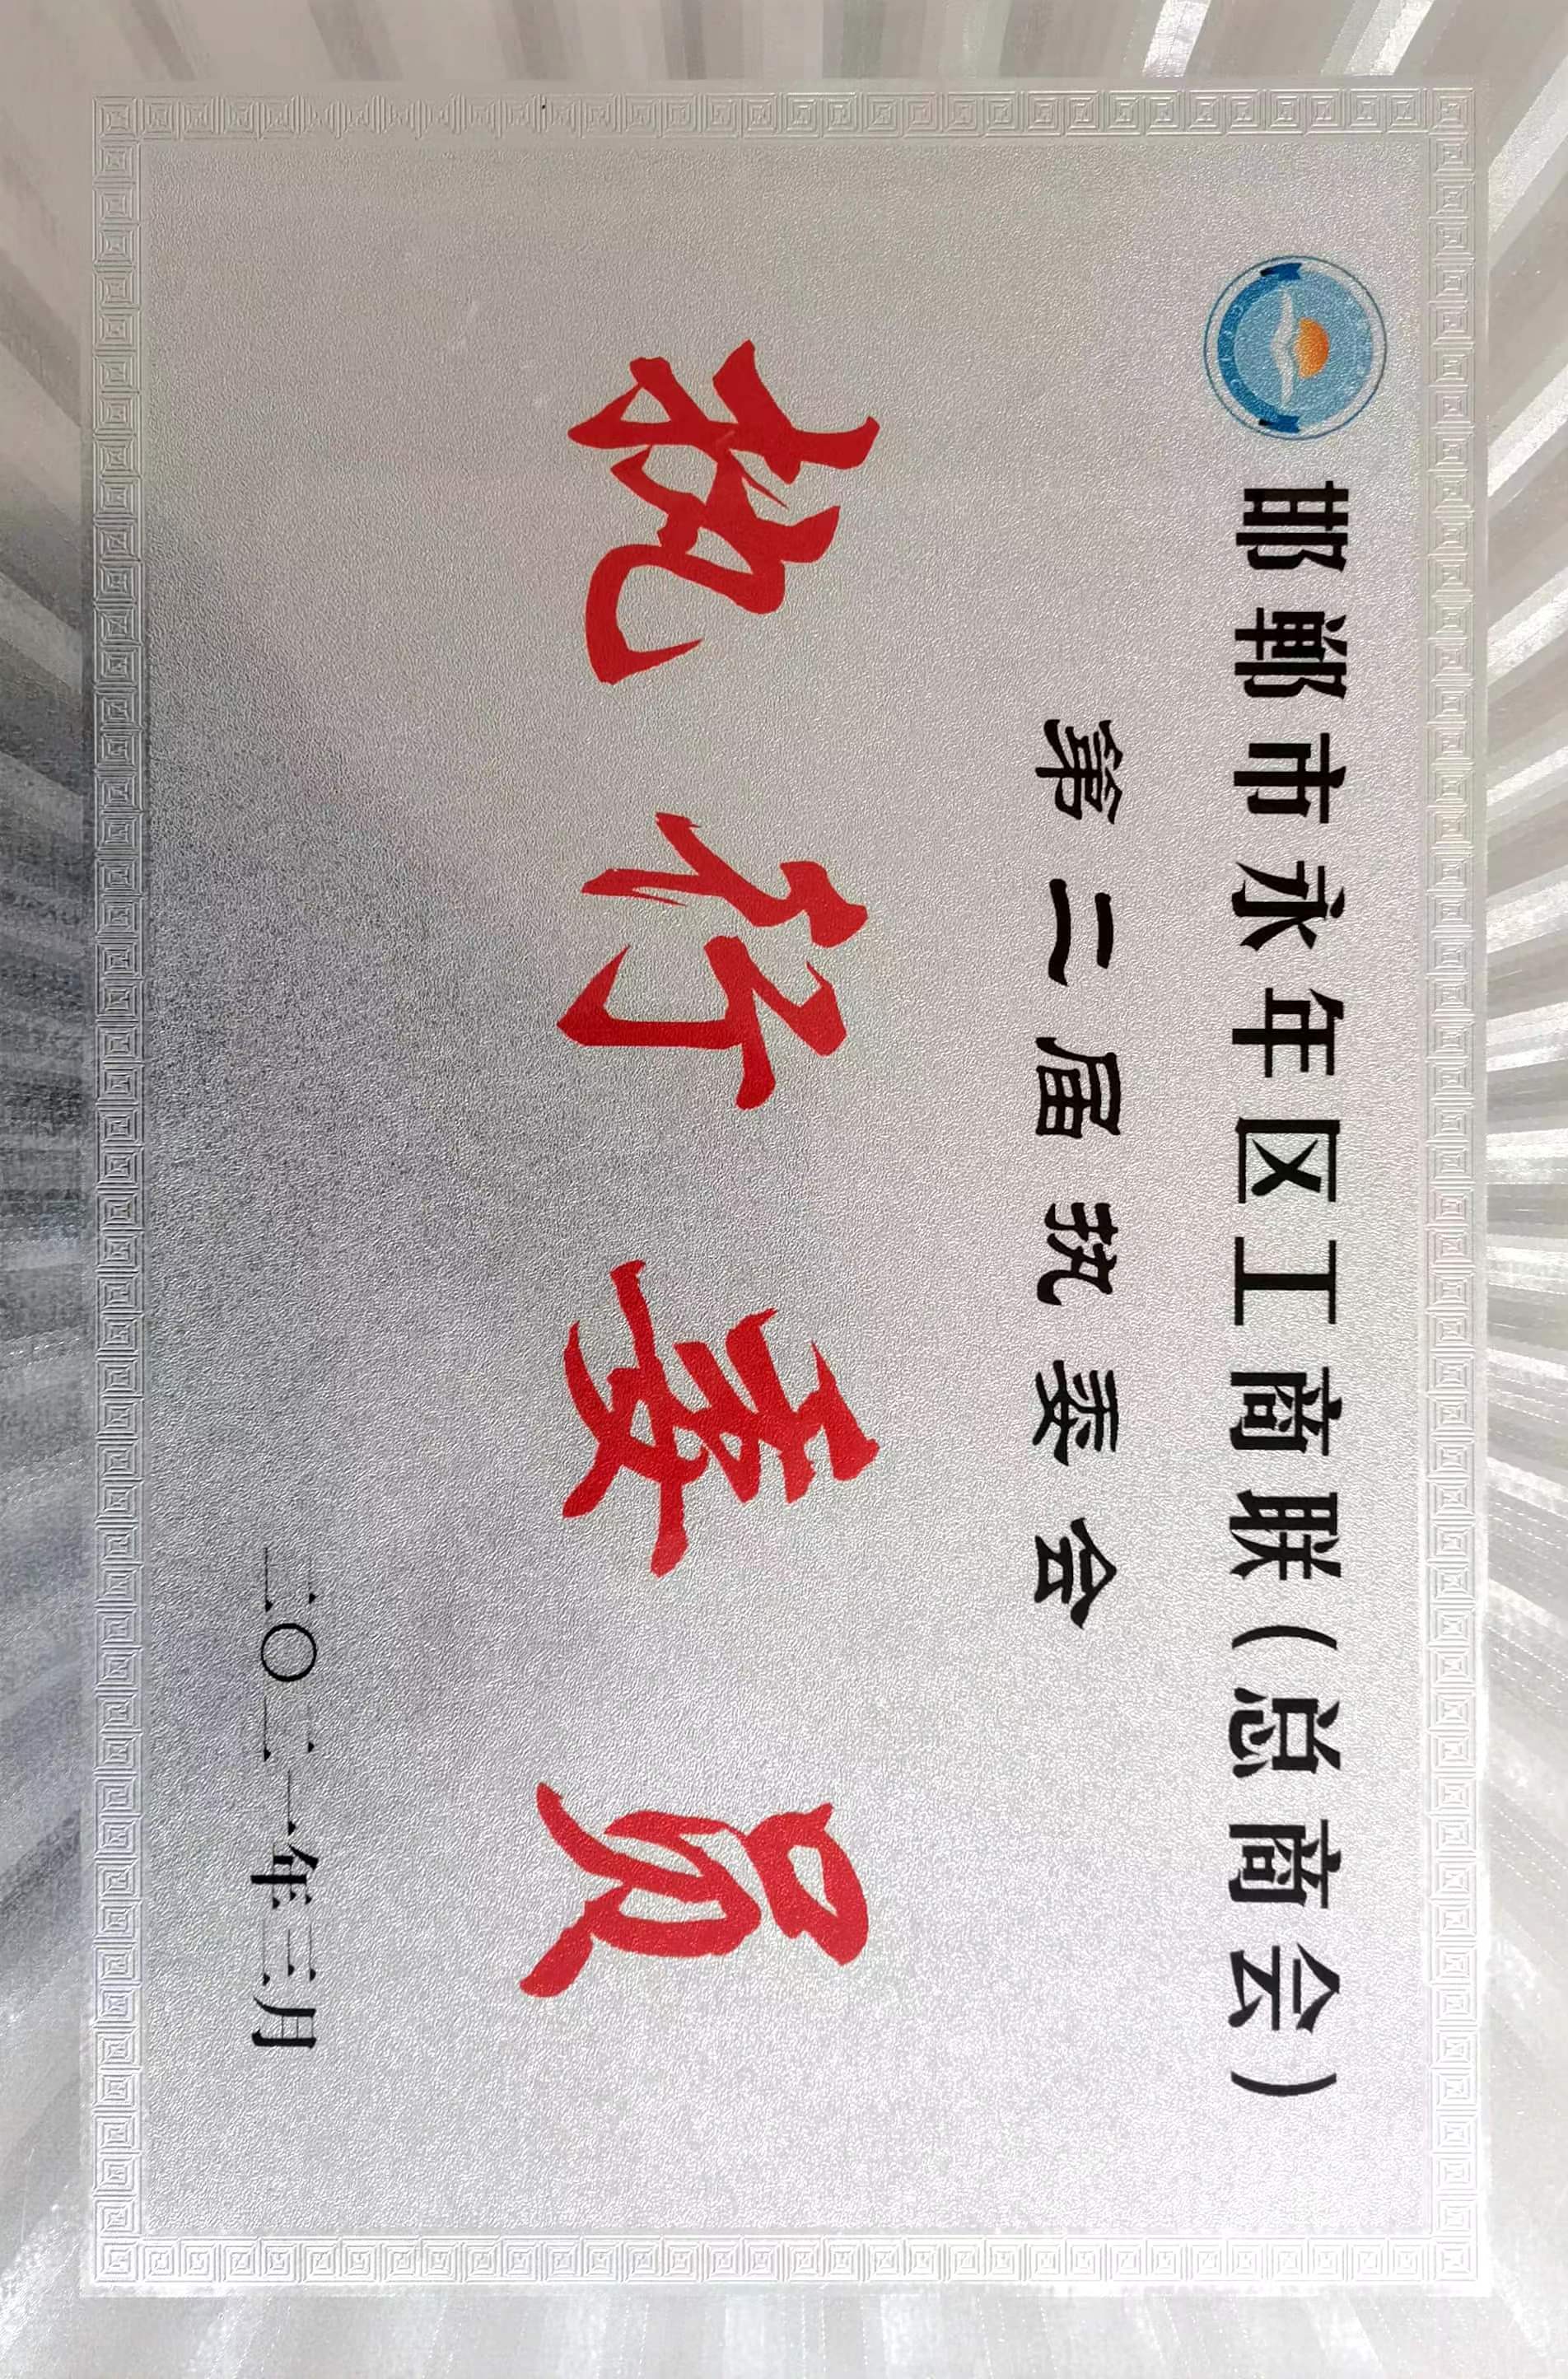 邯郸市永年区工商联（总商会）
第二届执委会
执行委员
二〇二一年三月